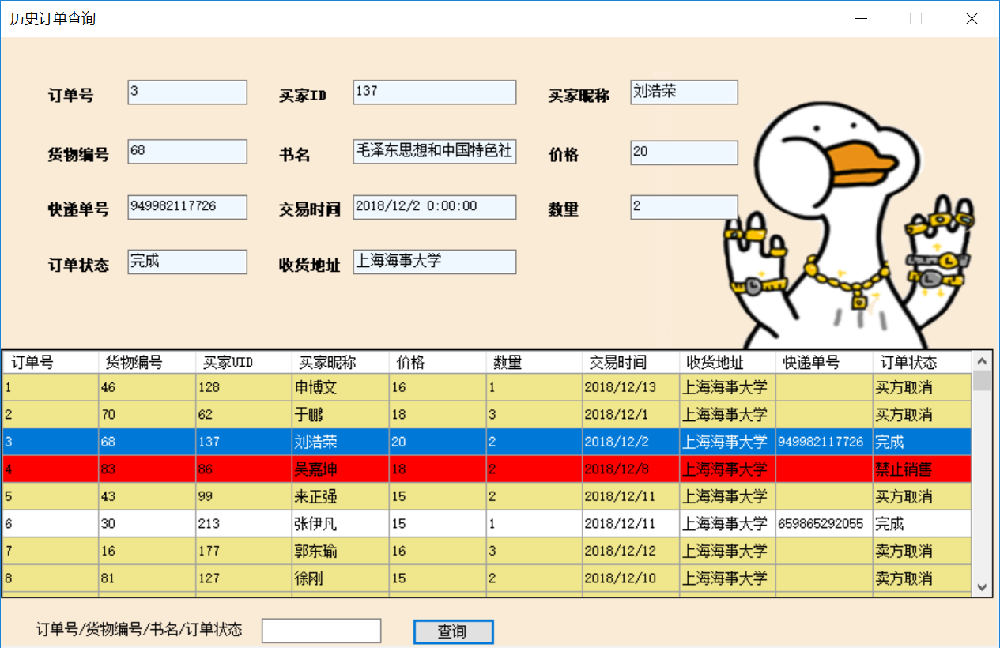 历史订单查询
订单号 3 买家ID 137 买家昵称 刘浩荣
货物编号 68 书名 毛泽东思想和中国特色社 价格 20
快递单号 949982117726 交易时间 2018/12/2 0:00:00 数量 2
订单状态 完成 收货地址 上海海事大学
订单号 货物编号 买家UID 买家昵称 价格 数量 交易时间 收货地址 快递单号 订单状态
1 46 128 申博文 16 1 2018/12/13 上海海事大学 买方取消
2 70 62 于鹏 18 3 2018/12/1 上海海事大学 买方取消
3 68 137 刘浩荣 20 2 2018/12/2 上海海事大学 949982117726 完成
4 83 86 吴嘉坤 18 2 2018/12/8 上海海事大学 禁止销售
5 43 99 来正强 15 2 2018/12/11 上海海事大学 买方取消
6 30 213 张伊凡 15 1 2018/12/11 上海海事大学 659865292055 完成
7 16 177 郭东瑜 16 3 2018/12/12 上海海事大学 卖方取消
8 81 127 徐刚 15 2 2018/12/10 上海海事大学 卖方取消
订单号/货物编号/书名/订单状态 查询